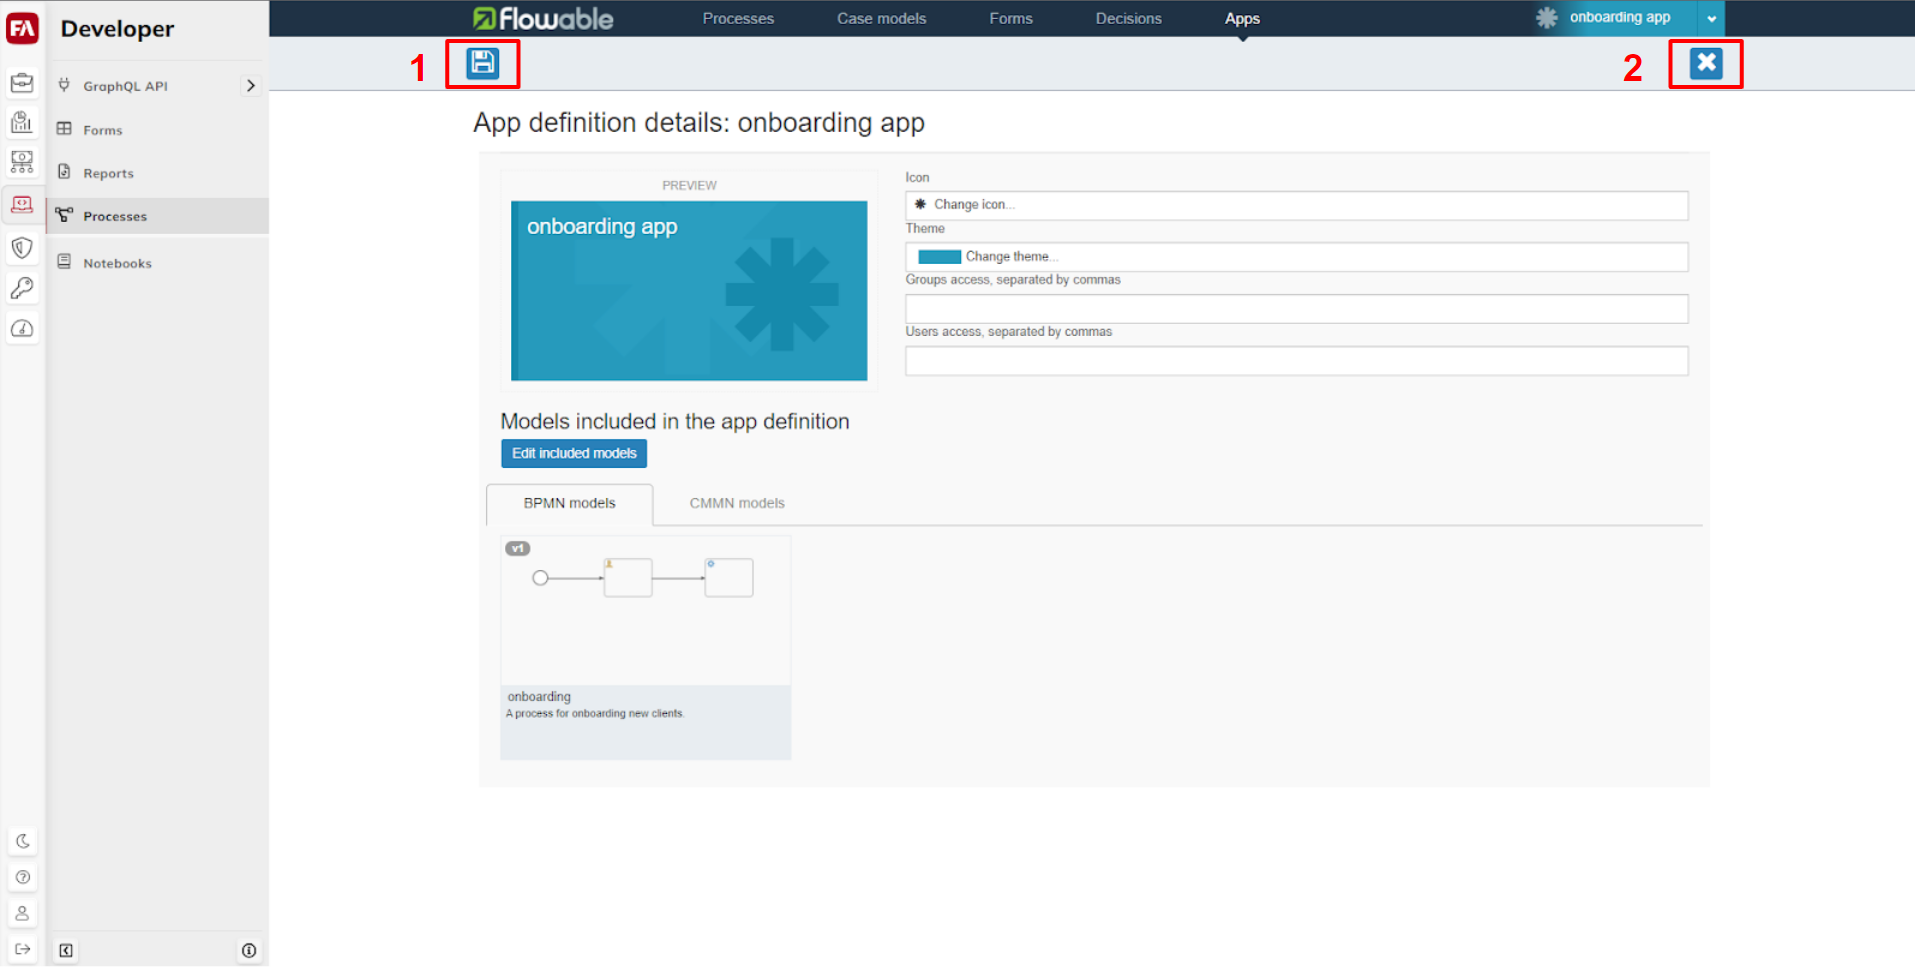 FA
Developer
GraphQL API
Forms
Reports
Processes
Notebooks
flowable
Processes
Case models
Forms
Decisions
Apps
onboarding app
1
2
App definition details: onboarding app
PREVIEW
onboarding app
Icon
Change icon...
Theme
Change theme...
Groups access, separated by commas
Users access, separated by commas
Models included in the app definition
Edit included models
BPMN models
CMMN models
v1
onboarding
A process for onboarding new clients.